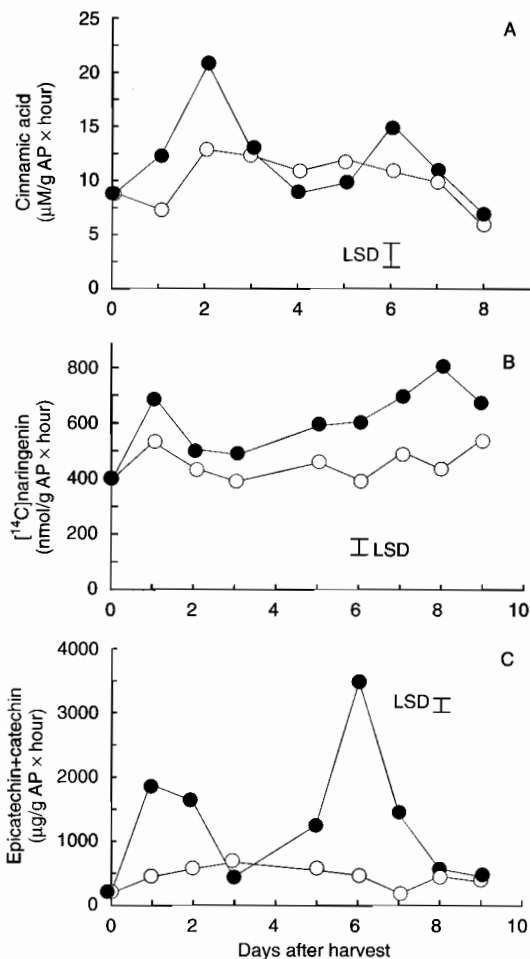 A
Cinnamic acid
(µM/g AP × hour)
25
20
15
10
5
0
LSD
0 2 4 6 8
B
[¹⁴C]naringenin
(nmol/g AP × hour)
800
600
400
200
0
LSD
0 2 4 6 8 10
C
Epicatechin+catechin
(µg/g AP × hour)
4000
3000
2000
1000
0
LSD
0 2 4 6 8 10
Days after harvest